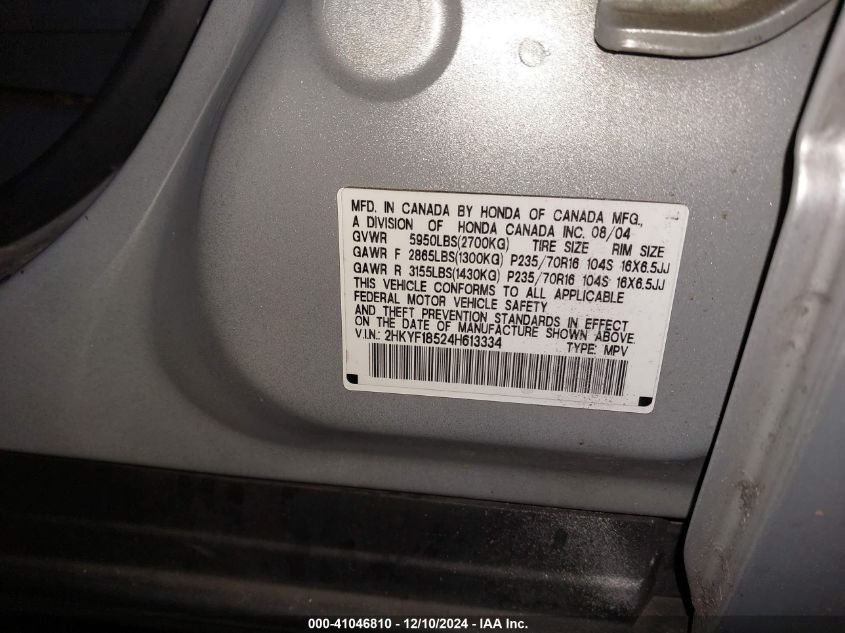 MFD. IN CANADA BY HONDA OF CANADA MFG.,
A DIVISION OF HONDA CANADA INC. 08/04
GVWR 5950LBS(2700KG) TIRE SIZE RIM SIZE
GAWR F 2865LBS(1300KG) P235/70R16 104S 16X6.5JJ
GAWR R 3155LBS(1430KG) P235/70R16 104S 16X6.5JJ
THIS VEHICLE CONFORMS TO ALL APPLICABLE
FEDERAL MOTOR VEHICLE SAFETY
AND THEFT PREVENTION STANDARDS IN EFFECT
ON THE DATE OF MANUFACTURE SHOWN ABOVE.
V.I.N.: 2HKYF18524H613334 TYPE: MPV
000-41046810 - 12/10/2024 - IAA Inc.